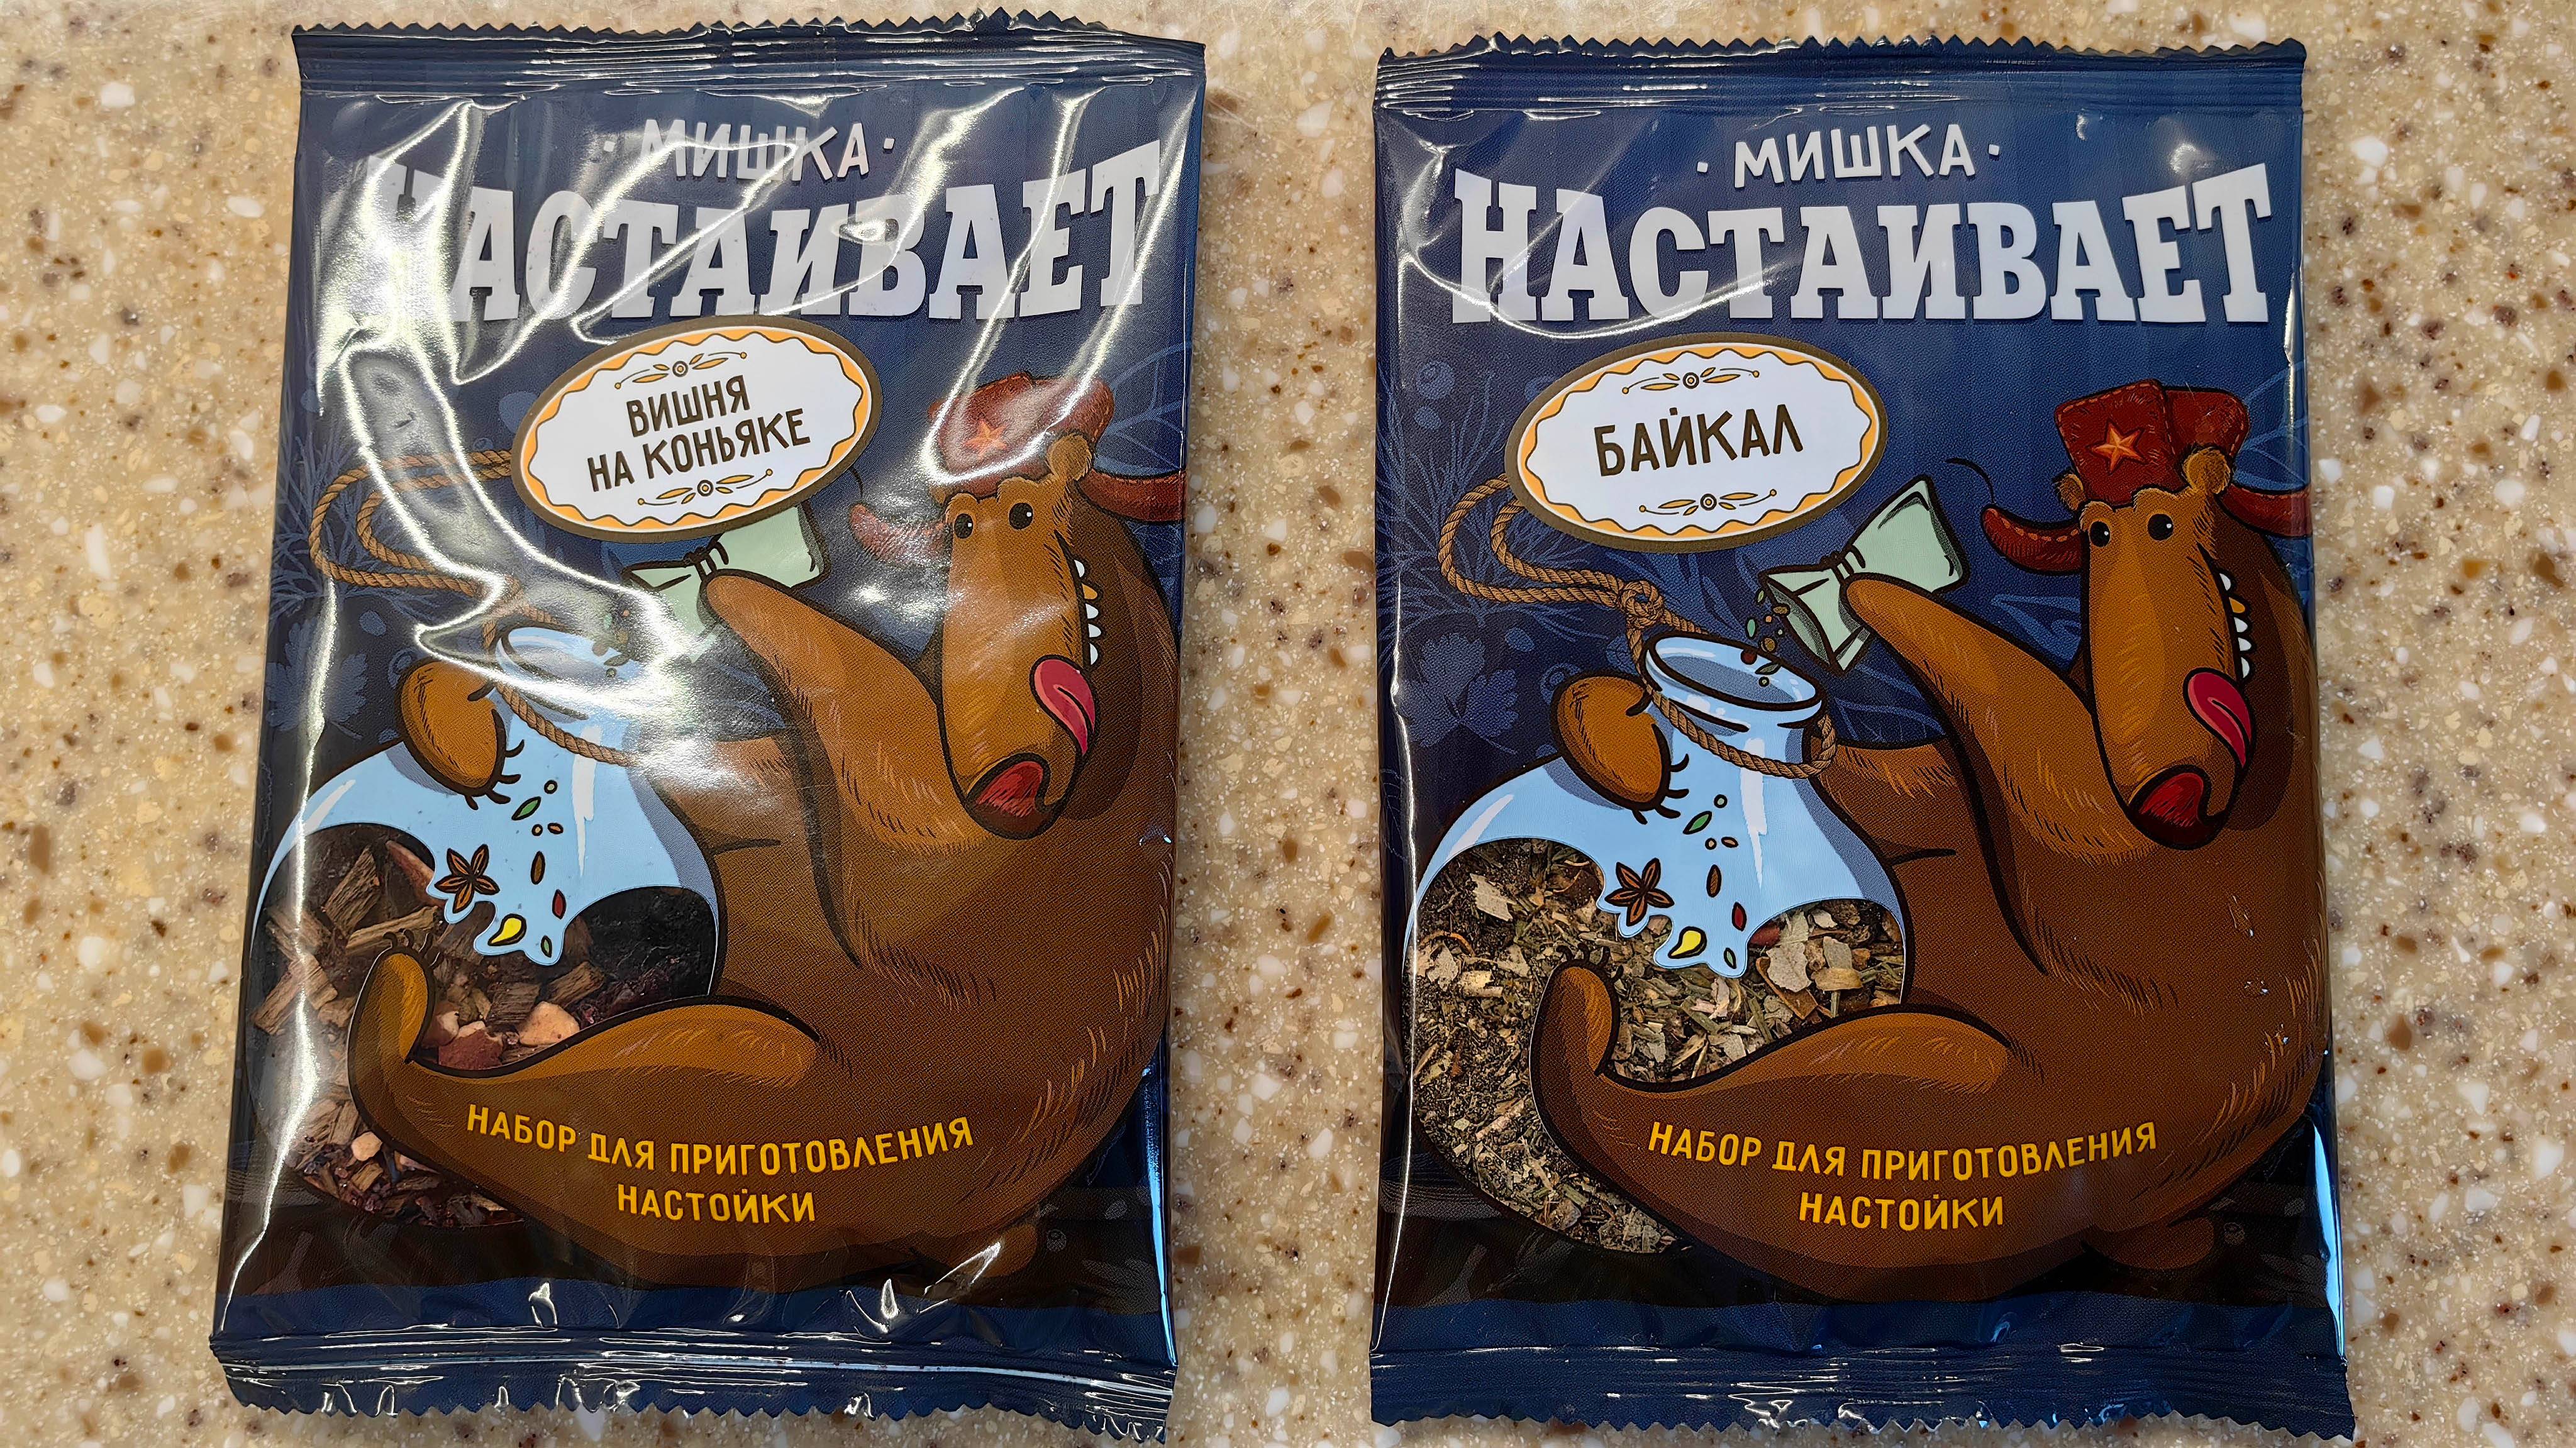 МИШКА
НАСТАИВАЕТ
ВИШНЯ
НА КОНЬЯКЕ
НАБОР ДЛЯ ПРИГОТОВЛЕНИЯ
НАСТОЙКИ
МИШКА
НАСТАИВАЕТ
БАЙКАЛ
НАБОР ДЛЯ ПРИГОТОВЛЕНИЯ
НАСТОЙКИ